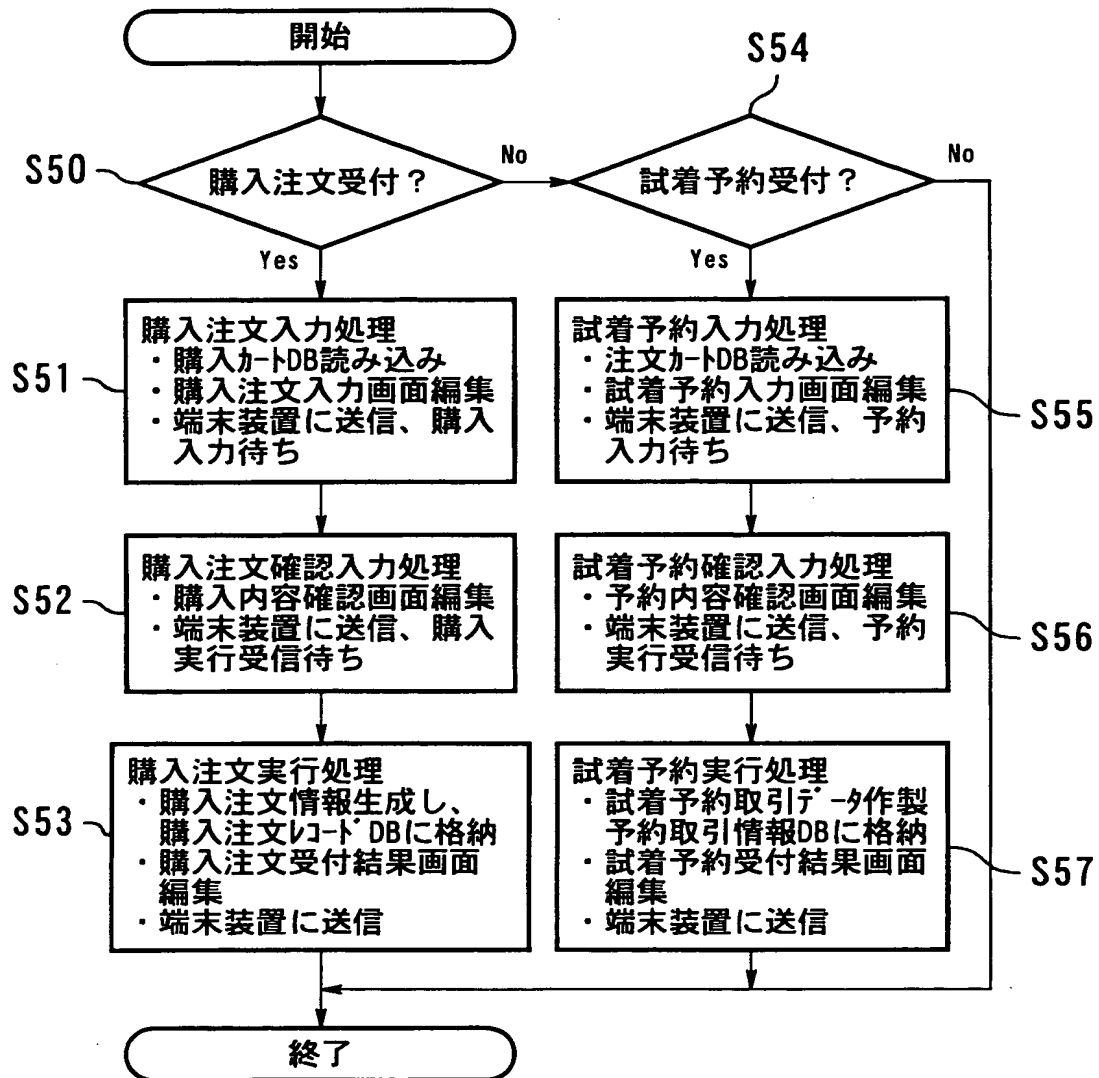 開始
S50
購入注文受付？
No
Yes
S54
試着予約受付？
No
Yes
S51
購入注文入力処理
・購入ｶｰﾄDB読み込み
・購入注文入力画面編集
・端末装置に送信、購入
入力待ち
S52
購入注文確認入力処理
・購入内容確認画面編集
・端末装置に送信、購入
実行受信待ち
S53
購入注文実行処理
・購入注文情報生成し、
購入注文ﾚｺｰﾄﾞDBに格納
・購入注文受付結果画面
編集
・端末装置に送信
試着予約入力処理
・注文ｶｰﾄDB読み込み
・試着予約入力画面編集
・端末装置に送信、予約
入力待ち
S55
試着予約確認入力処理
・予約内容確認画面編集
・端末装置に送信、予約
実行受信待ち
S56
試着予約実行処理
・試着予約取引ﾃﾞｰﾀ作製
予約取引情報DBに格納
・試着予約受付結果画面
編集
・端末装置に送信
S57
終了